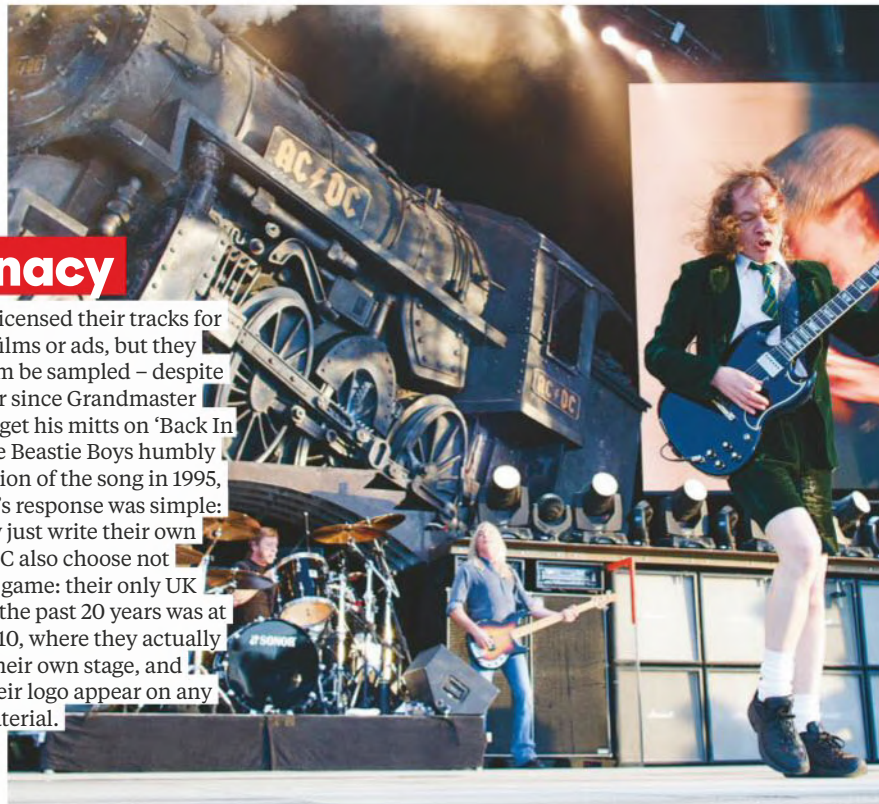 nacy
icensed their tracks for
films or ads, but they
m be sampled – despite
r since Grandmaster
get his mitts on ‘Back In
e Beastie Boys humbly
ion of the song in 1995,
’s response was simple:
y just write their own
C also choose not
game: their only UK
the past 20 years was at
10, where they actually
heir own stage, and
eir logo appear on any
terial.
AC DC
AC DC
SONOR
Marshall